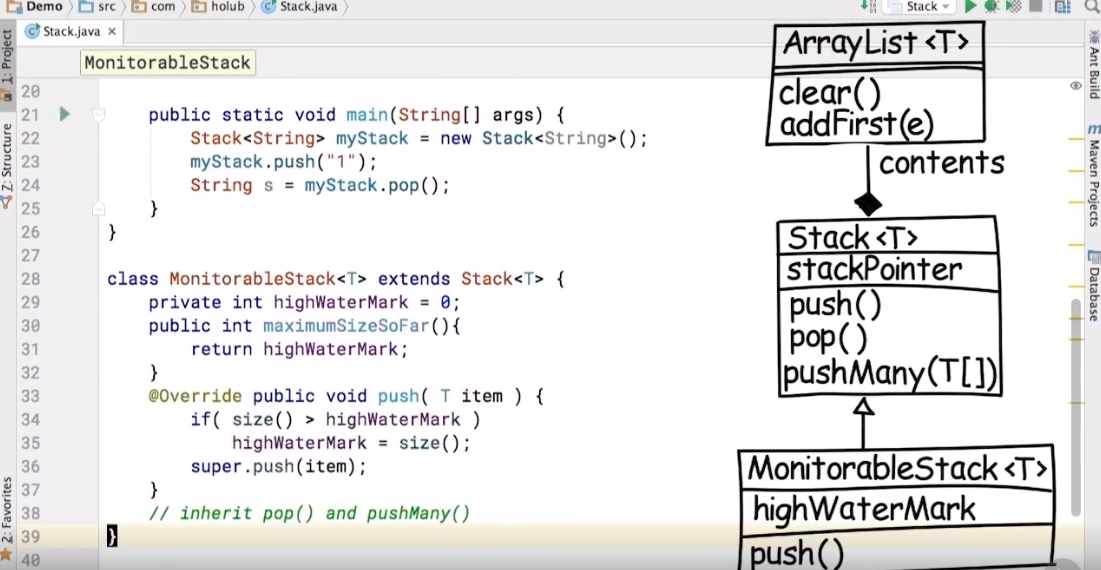 Demo src com holub Stack.java
Stack
Stack.java ×
MonitorableStack
20
21 public static void main(String[] args) {
22 Stack<String> myStack = new Stack<String>();
23 myStack.push("1");
24 String s = myStack.pop();
25 }
26 }
27
28 class MonitorableStack<T> extends Stack<T> {
29 private int highWaterMark = 0;
30 public int maximumSizeSoFar(){
31 return highWaterMark;
32 }
33 @Override public void push( T item ) {
34 if( size() > highWaterMark )
35 highWaterMark = size();
36 super.push(item);
37 }
38 // inherit pop() and pushMany()
39 }
40
1: Project
Z: Structure
2: Favorites
ArrayList <T>
clear()
addFirst(e)
contents
Stack <T>
stackPointer
push()
pop()
pushMany(T[])
MonitorableStack <T>
highWaterMark
push()
Ant Build
m Maven Projects
Database